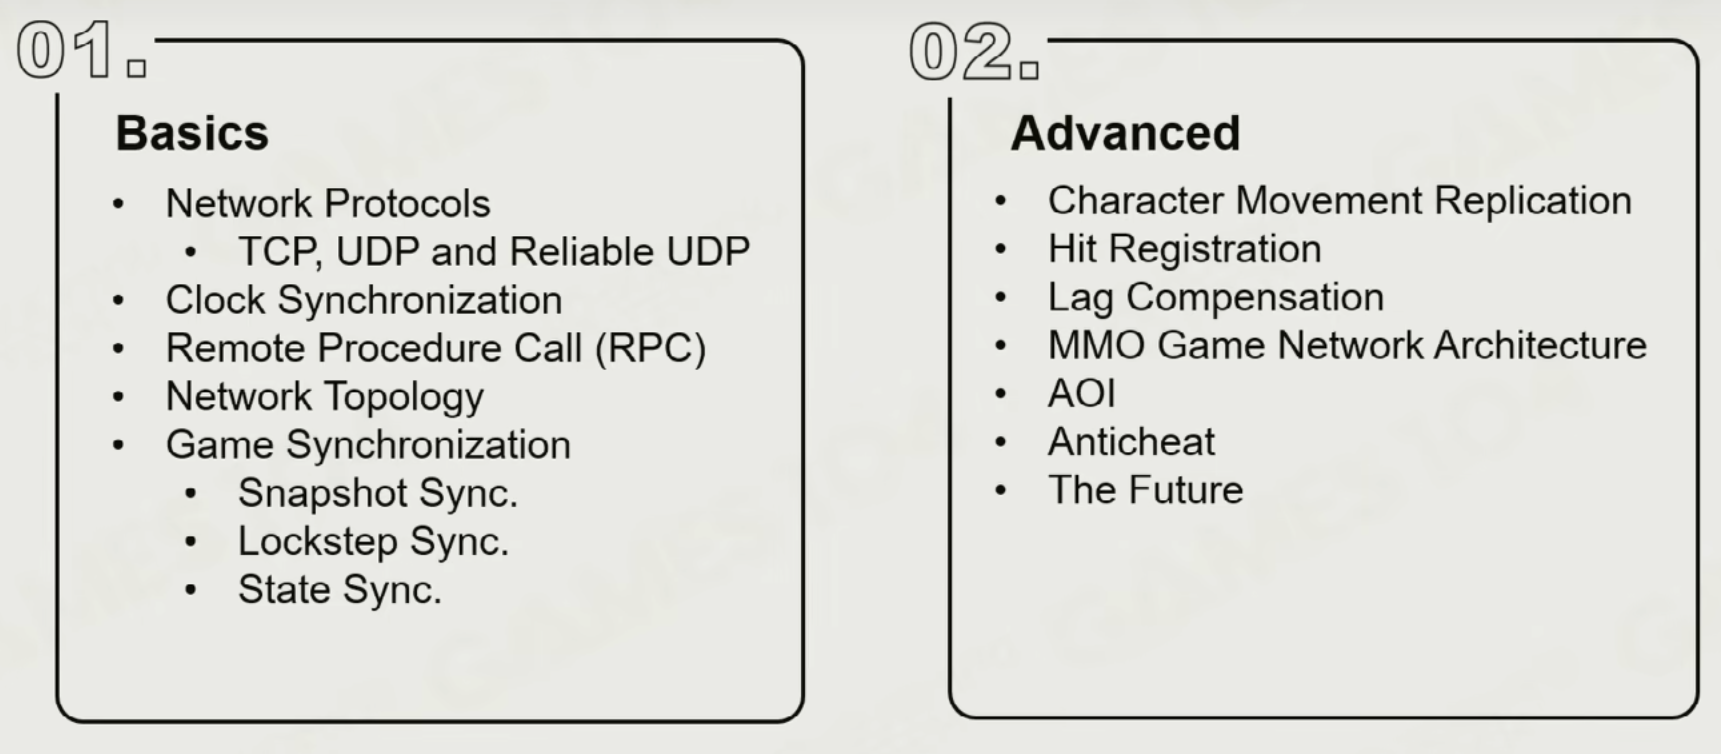 01.
Basics
• Network Protocols
• TCP, UDP and Reliable UDP
• Clock Synchronization
• Remote Procedure Call (RPC)
• Network Topology
• Game Synchronization
• Snapshot Sync.
• Lockstep Sync.
• State Sync.
02.
Advanced
• Character Movement Replication
• Hit Registration
• Lag Compensation
• MMO Game Network Architecture
• AOI
• Anticheat
• The Future
GAMES104